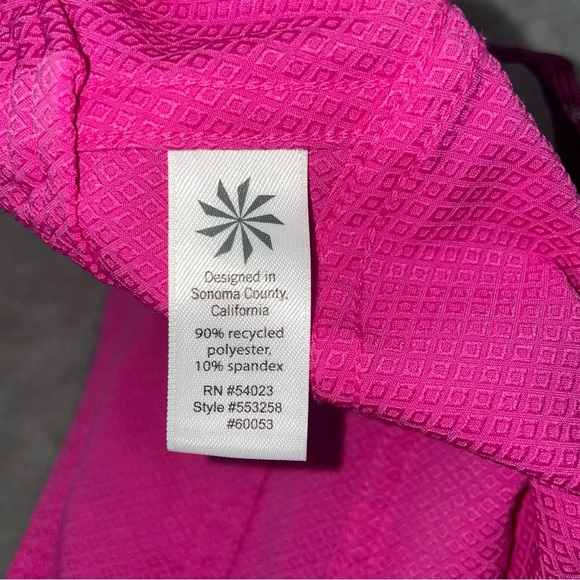 Designed in
Sonoma County,
California
90% recycled
polyester,
10% spandex
RN #54023
Style #553258
#60053